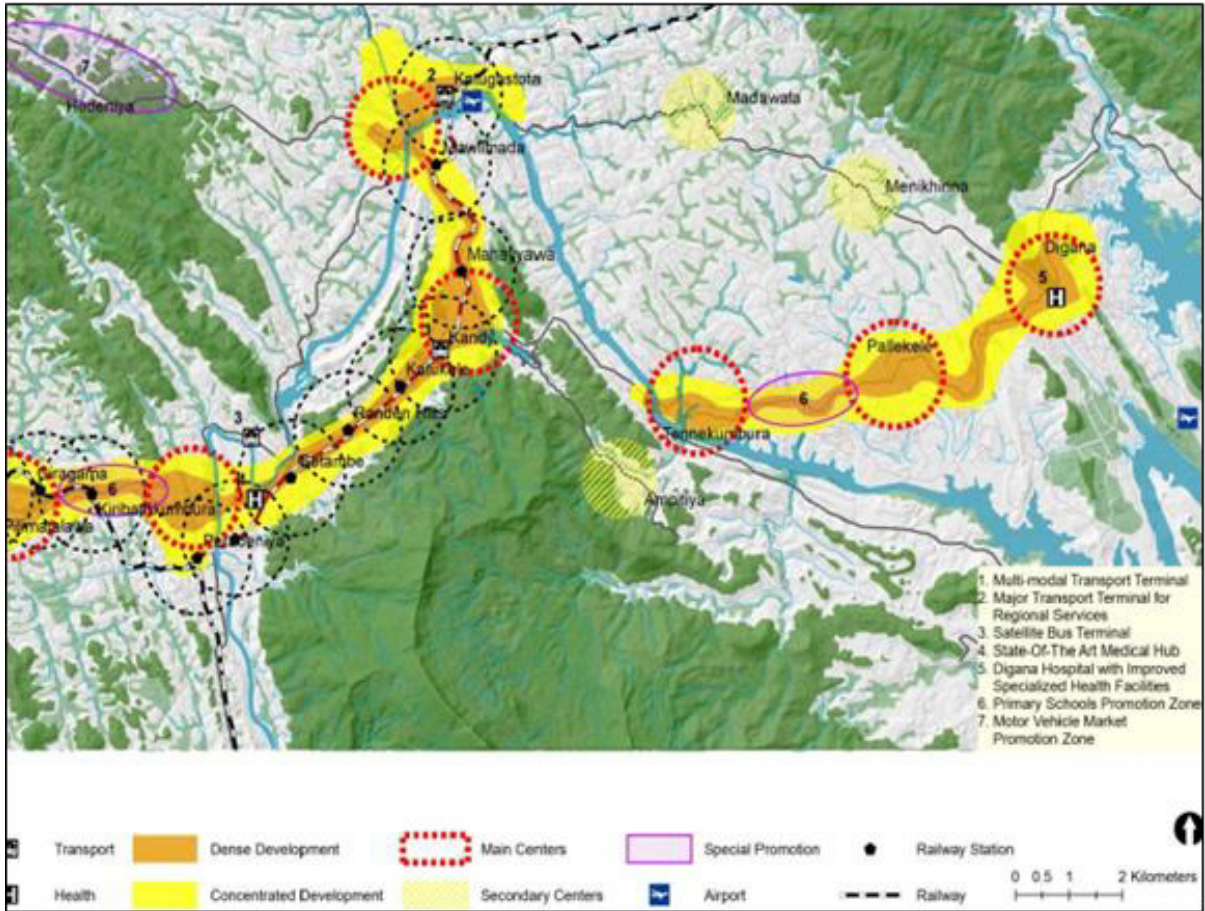 7
Hedeniya
2
Katugastota
Madawala
Mawilmada
Menikhinna
Mahaiyawa
Digana
5
H
Kandy
Pallekele
6
Randen Hills
Tennekumbura
3
Getambe
Giragama
6
Kiribathkumbura
H
Ampitiya
Pilimatalawa
Peradeniya
1. Multi-modal Transport Terminal
2. Major Transport Terminal for
Regional Services
3. Satellite Bus Terminal
4. State-Of-The Art Medical Hub
5. Digana Hospital with Improved
Specialized Health Facilities
6. Primary Schools Promotion Zone
7. Motor Vehicle Market
Promotion Zone
Transport
Dense Development
Main Centers
Special Promotion
Railway Station
H
Health
Concentrated Development
Secondary Centers
Airport
Railway
0 0.5 1 2 Kilometers